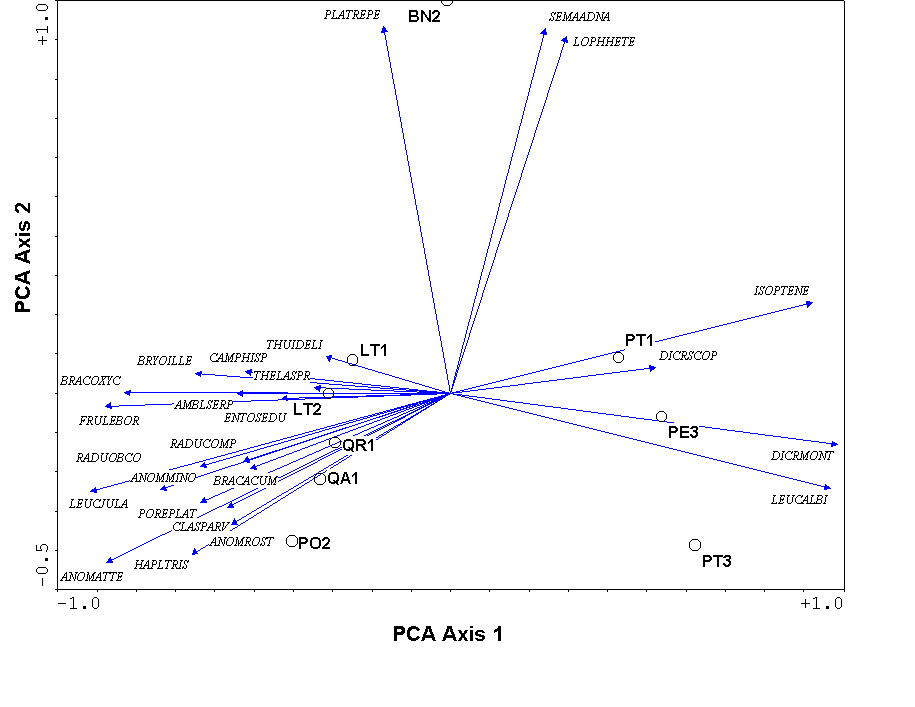 +1.0
PLATREPE
BN2
SEMAADNA
LOPHHETE
PCA Axis 2
ISOPTENE
PT1
THUIDELI
LT1
CAMPHISP
BRYOILLE
DICRSCOP
THELASPR
BRACOXYC
AMBLSERP
LT2
FRULEBOR
ENTOSEDU
PE3
RADUCOMP
QR1
RADUOBCO
DICRMONT
ANOMMINO
BRACACUM
QA1
LEUCJULA
LEUCALBI
POREPLAT
CLASPARV
ANOMROST
PO2
HAPLTRIS
PT3
ANOMATTE
-0.5
-1.0
+1.0
PCA Axis 1